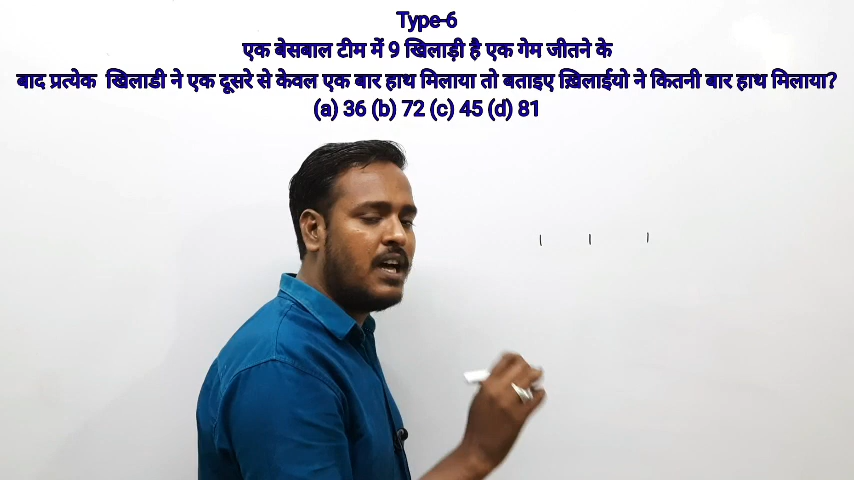 Type-6
एक बेसबाल टीम में 9 खिलाड़ी है एक गेम जीतने के
बाद प्रत्येक खिलाडी ने एक दूसरे से केवल एक बार हाथ मिलाया तो बताइए ख़िलाईयो ने कितनी बार हाथ मिलाया?
(a) 36 (b) 72 (c) 45 (d) 81